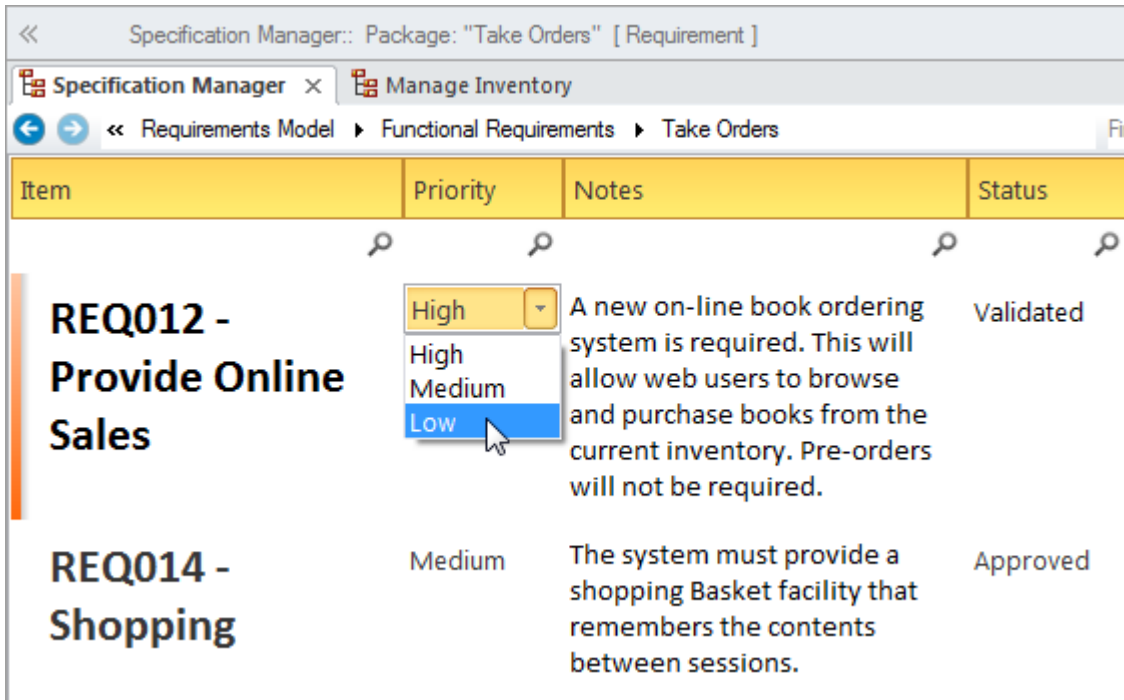 Specification Manager:: Package: "Take Orders" [ Requirement ]
Specification Manager Manage Inventory
« Requirements Model Functional Requirements Take Orders Fi
Item Priority Notes Status
REQ012 -
Provide Online
Sales
High
High
Medium
Low
A new on-line book ordering
system is required. This will
allow web users to browse
and purchase books from the
current inventory. Pre-orders
will not be required.
Validated
REQ014 -
Shopping
Medium
The system must provide a
shopping Basket facility that
remembers the contents
between sessions.
Approved